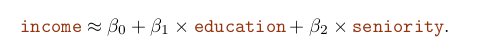 income ≈ β₀ + β₁ × education + β₂ × seniority.